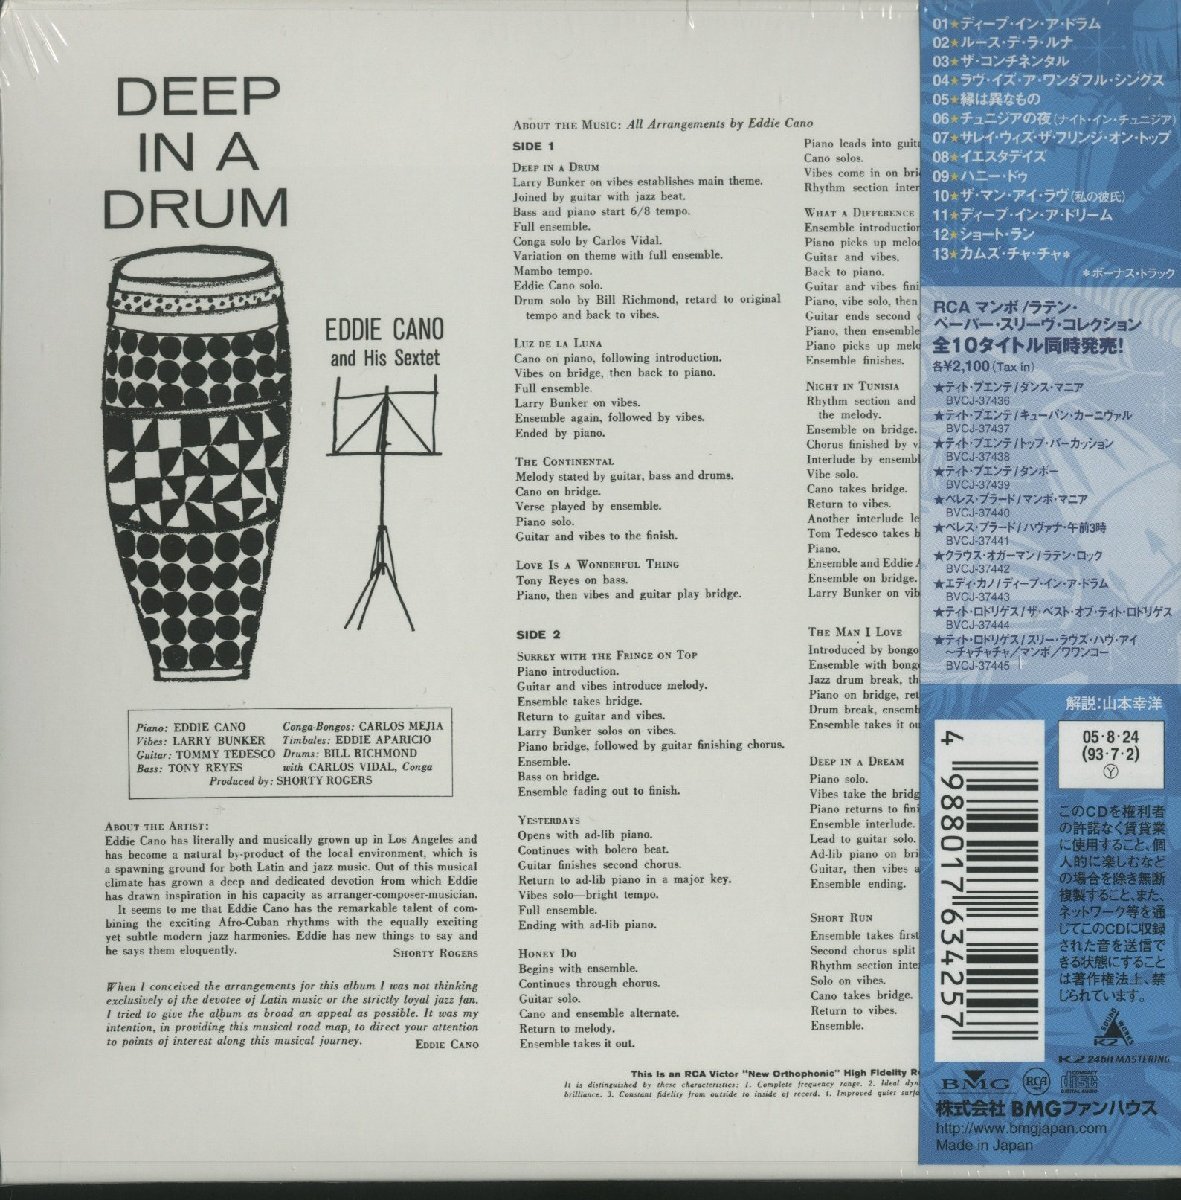 DEEP
IN A
DRUM
EDDIE CANO
and His Sextet
Piano: EDDIE CANO
Vibes: LARRY BUNKER
Guitar: TOMMY TEDESCO
Bass: TONY REYES
Conga-Bongos: CARLOS MEJIA
Timbales: EDDIE APARICIO
Drums: BILL RICHMOND
with CARLOS VIDAL, Conga
Produced by: SHORTY ROGERS
ABOUT THE ARTIST:
Eddie Cano has literally and musically grown up in Los Angeles and
has become a natural by-product of the local environment, which is
a spawning ground for both Latin and jazz music. Out of this musical
climate has grown a deep and dedicated devotion from which Eddie
has drawn inspiration in his capacity as arranger-composer-musician.
It seems to me that Eddie Cano has the remarkable talent of com-
bining the exciting Afro-Cuban rhythms with the equally exciting
yet subtle modern jazz harmonies. Eddie has new things to say and
he says them eloquently. SHORTY ROGERS
When I conceived the arrangements for this album I was not thinking
exclusively of the devotee of Latin music or the strictly loyal jazz fan.
I tried to give the album as broad an appeal as possible. It was my
intention, in providing this musical road map, to direct your attention
to points of interest along this musical journey. EDDIE CANO
ABOUT THE MUSIC: All Arrangements by Eddie Cano
SIDE 1
DEEP IN A DRUM
Larry Bunker on vibes establishes main theme.
Joined by guitar with jazz beat.
Bass and piano start 6/8 tempo.
Full ensemble.
Conga solo by Carlos Vidal.
Variation on theme with full ensemble.
Mambo tempo.
Eddie Cano solo.
Drum solo by Bill Richmond, retard to original
tempo and back to vibes.
LUZ DE LA LUNA
Cano on piano, following introduction.
Vibes on bridge, then back to piano.
Full ensemble.
Larry Bunker on vibes.
Ensemble again, followed by vibes.
Ended by piano.
THE CONTINENTAL
Melody stated by guitar, bass and drums.
Cano on bridge.
Verse played by ensemble.
Piano solo.
Guitar and vibes to the finish.
LOVE IS A WONDERFUL THING
Tony Reyes on bass.
Piano, then vibes and guitar play bridge.
SIDE 2
SURREY WITH THE FRINGE ON TOP
Piano introduction.
Guitar and vibes introduce melody.
Ensemble takes bridge.
Return to guitar and vibes.
Larry Bunker solos on vibes.
Piano bridge, followed by guitar finishing chorus.
Ensemble.
Bass on bridge.
Ensemble fading out to finish.
YESTERDAYS
Opens with ad-lib piano.
Continues with bolero beat.
Guitar finishes second chorus.
Return to ad-lib piano in a major key.
Vibes solo—bright tempo.
Full ensemble.
Ending with ad-lib piano.
HONEY DO
Begins with ensemble.
Continues through chorus.
Guitar solo.
Cano and ensemble alternate.
Return to melody.
Ensemble takes it out.
Piano leads into
Cano solos.
Vibes come in on
Rhythm section
WHAT A DIFFERENCE
Ensemble
Piano picks up
Guitar and vibes.
Back to piano.
Guitar and vibes
Piano, vibe solo, then
Guitar ends second
Piano, then ensemble
Piano picks up
Ensemble finishes.
NIGHT IN TUNISIA
Rhythm section and
the melody.
Ensemble on bridge.
Chorus finished by
Interlude by
Vibe solo.
Cano takes bridge.
Return to vibes.
Another interlude
Tom Tedesco takes
Piano.
Ensemble and Eddie
Ensemble on bridge.
Larry Bunker on
THE MAN I LOVE
Introduced by bongo
Ensemble with
Jazz drum break,
Piano on bridge,
Drum break,
Ensemble takes it
DEEP IN A DREAM
Piano solo.
Vibes take the
Piano returns to
Ensemble interlude.
Lead to guitar solo.
Ad-lib piano on
Guitar, then vibes
Ensemble ending.
SHORT RUN
Ensemble takes
Second chorus split
Rhythm section
Solo on vibes.
Cano takes bridge.
Return to vibes.
Ensemble.
This is an RCA Victor "New Orthophonic" High Fidelity
It is distinguished by these characteristics: 1. Complete frequency range. 2. Ideal
brilliance. 3. Constant fidelity from outside to inside of record. 4. Improved quiet
01★ディープ・イン・ア・ドラム
02★ルース・デ・ラ・ルナ
03★ザ・コンチネンタル
04★ラヴ・イズ・ア・ワンダフル・シングス
05★縁は異なもの
06★チュニジアの夜(ナイト・イン・チュニジア)
07★サレイ・ウィズ・ザ・フリンジ・オン・トップ
08★イエスタデイズ
09★ハニー・ドゥ
10★ザ・マン・アイ・ラヴ(私の彼氏)
11★ディープ・イン・ア・ドリーム
12★ショート・ラン
13★カムズ・チャ・チャ*
*ボーナス・トラック
RCA マンボ/ラテン・
ペーパー・スリーヴ・コレクション
全10タイトル同時発売!
各¥2,100(Tax in)
★ティト・プエンテ/ダンス・マニア
BVCJ-37436
★ティト・プエンテ/キューバン・カーニヴァル
BVCJ-37437
★ティト・プエンテ/トップ・パーカッション
BVCJ-37438
★ティト・プエンテ/タンボー
BVCJ-37439
★ペレス・プラード/マンボ・マニア
BVCJ-37440
★ペレス・プラード/ハヴァナ・午前3時
BVCJ-37441
★クラウス・オガーマン/ラテン・ロック
BVCJ-37442
★エディ・カノ/ディープ・イン・ア・ドラム
BVCJ-37443
★ティト・ロドリゲス/ザ・ベスト・オブ・ティト・ロドリゲス
BVCJ-37444
★ティト・ロドリゲス/スリー・ラヴズ・ハヴ・アイ
〜チャチャチャ/マンボ/ワワンコー
BVCJ-37445
解説:山本幸洋
4 988017 634257
05・8・24
(93・7・2)
Ⓨ
このCDを権利者
の許諾なく賃貸業
に使用すること、個
人的に楽しむなど
の場合を除き無断
複製すること、また、
ネットワーク等を通
じてこのCDに収録
された音を送信で
きる状態にすること
は著作権法上、禁
じられています。
K2 24bit MASTERING
BMG
RCA
COMPACT
disc
DIGITAL AUDIO
株式会社 BMGファンハウス
http://www.bmgjapan.com
Made in Japan